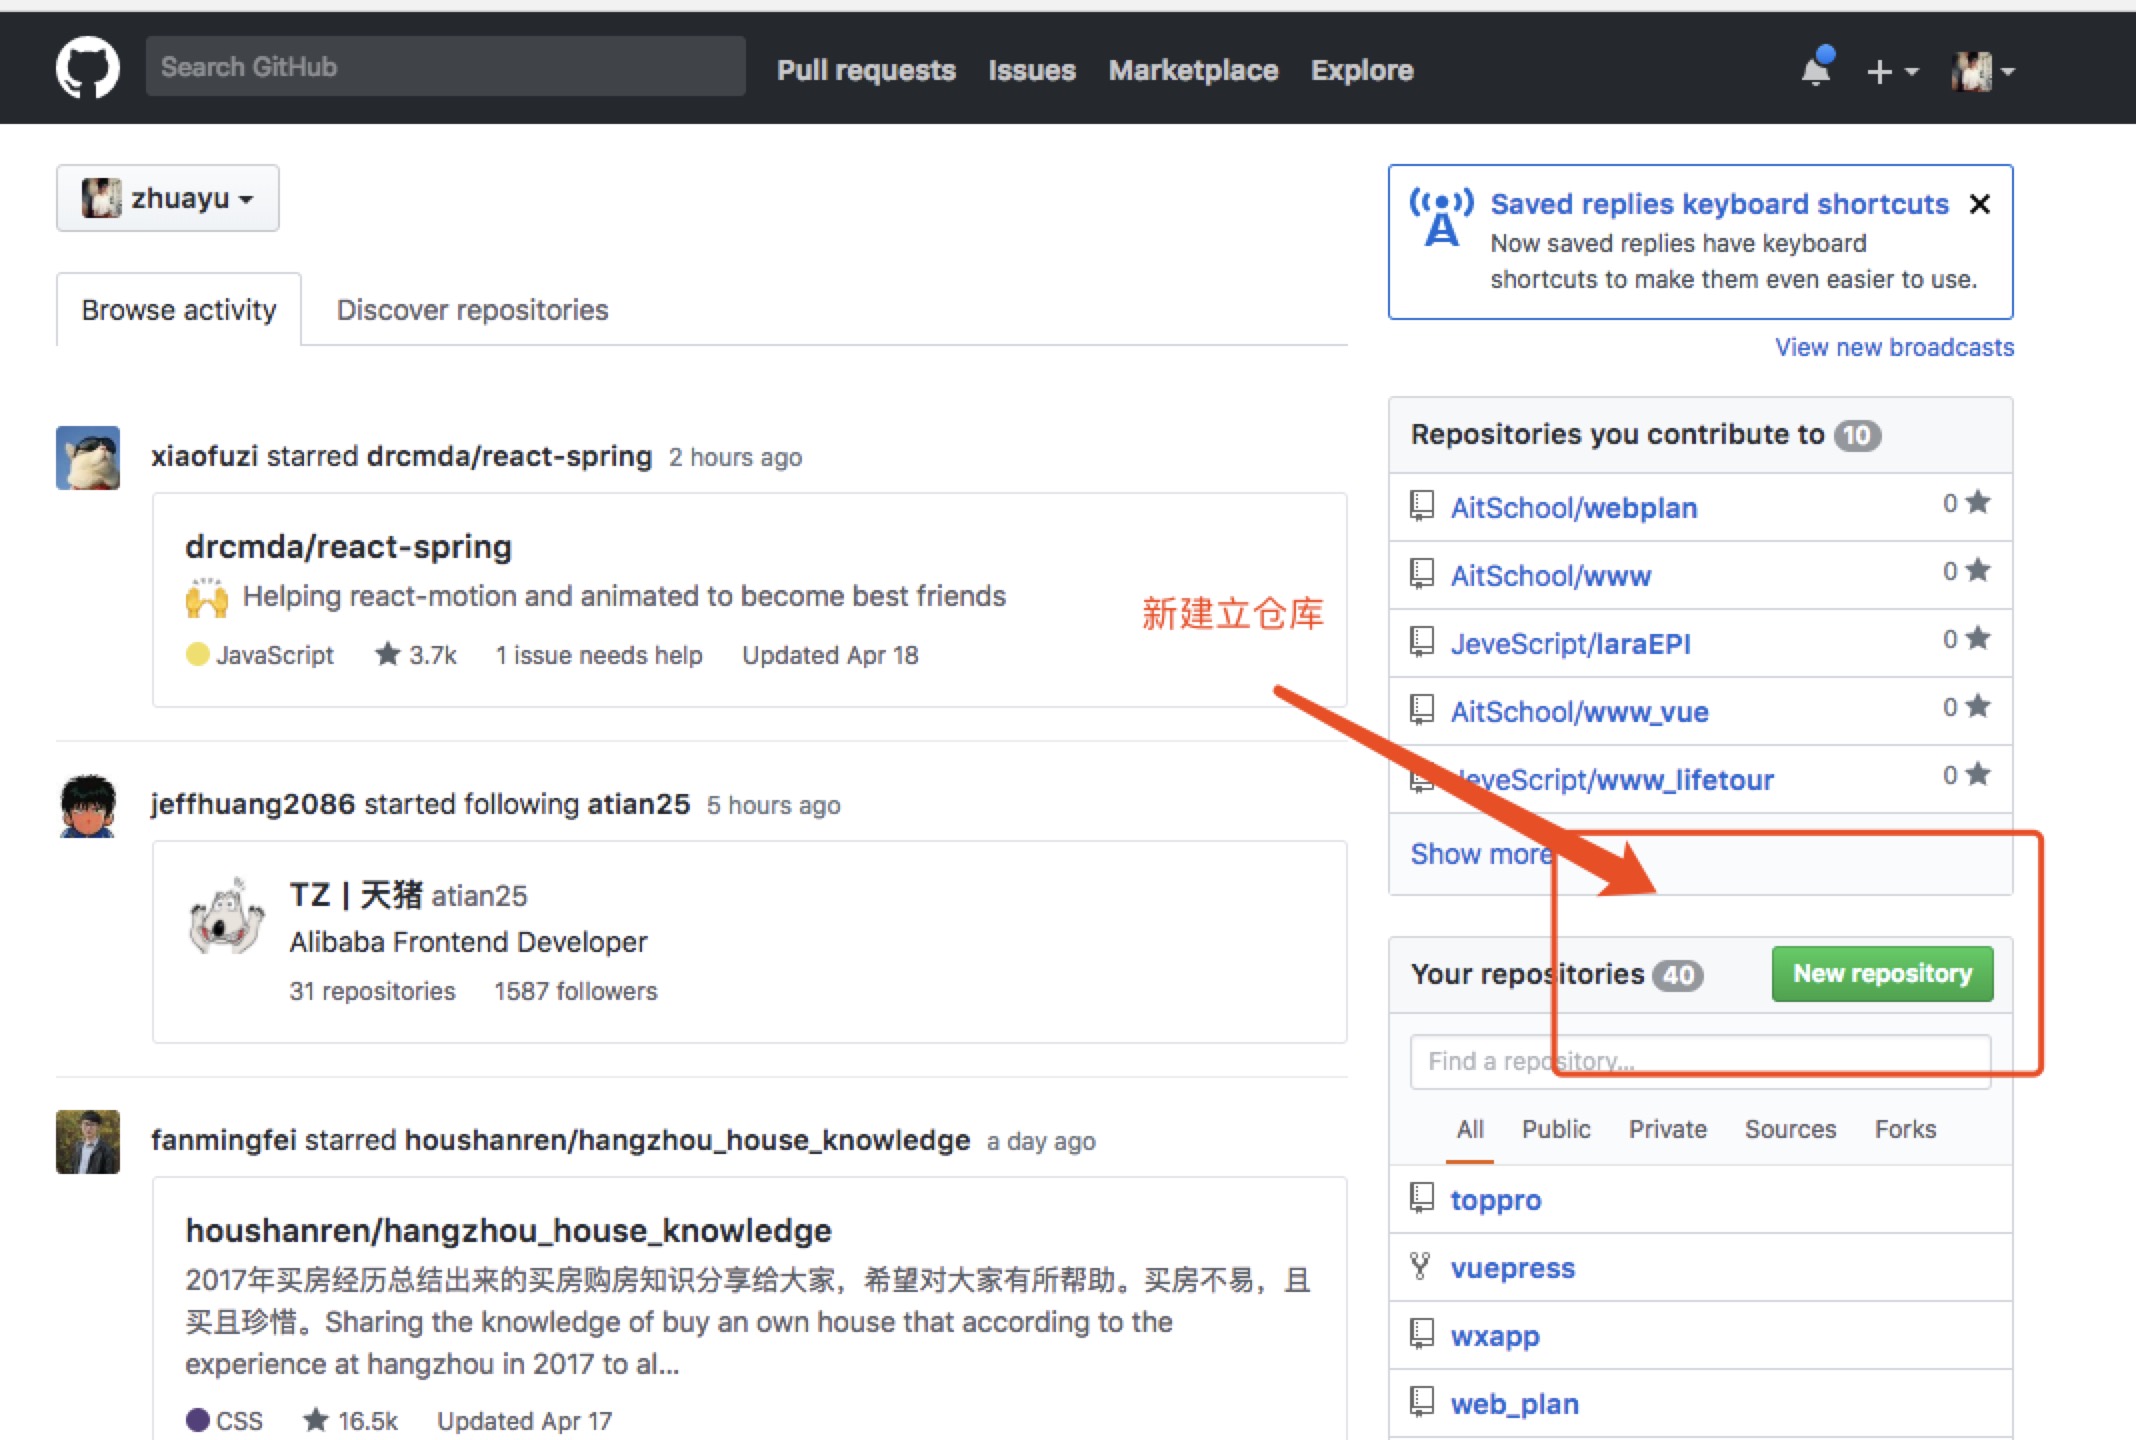 Search GitHub
Pull requests Issues Marketplace Explore
zhuayu
Browse activity Discover repositories
xiaofuzi starred drcmda/react-spring 2 hours ago
drcmda/react-spring
🙌 Helping react-motion and animated to become best friends
JavaScript 3.7k 1 issue needs help Updated Apr 18
新建立仓库
jeffhuang2086 started following atian25 5 hours ago
TZ | 天猪 atian25
Alibaba Frontend Developer
31 repositories 1587 followers
fanmingfei starred houshanren/hangzhou_house_knowledge a day ago
houshanren/hangzhou_house_knowledge
2017年买房经历总结出来的买房购房知识分享给大家，希望对大家有所帮助。买房不易，且
买且珍惜。Sharing the knowledge of buy an own house that according to the
experience at hangzhou in 2017 to al...
CSS 16.5k Updated Apr 17
Saved replies keyboard shortcuts
Now saved replies have keyboard
shortcuts to make them even easier to use.
View new broadcasts
Repositories you contribute to 10
AitSchool/webplan 0
AitSchool/www 0
JeveScript/laraEPI 0
AitSchool/www_vue 0
JeveScript/www_lifetour 0
Show more
Your repositories 40 New repository
Find a repository...
All Public Private Sources Forks
toppro
vuepress
wxapp
web_plan